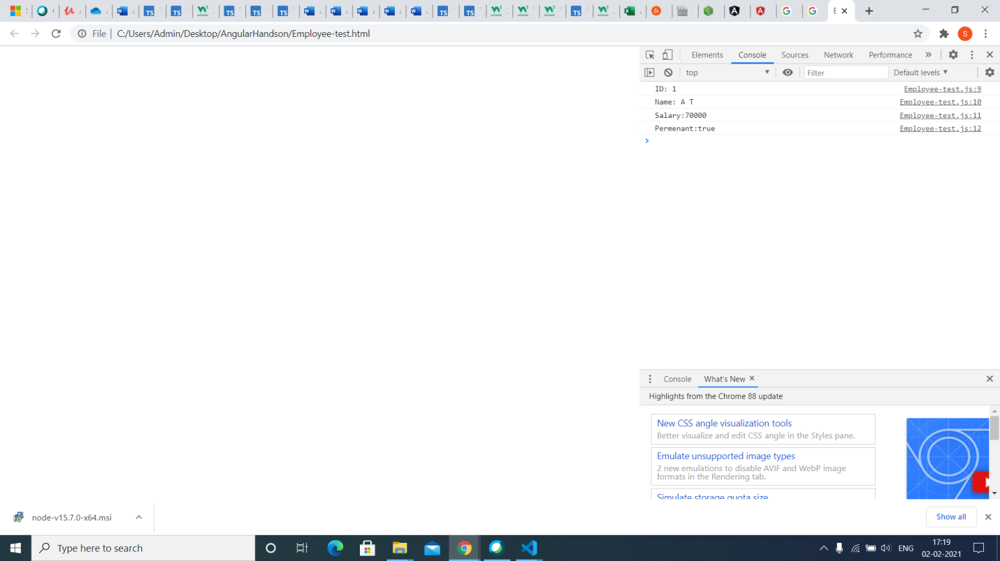 File C:/Users/Admin/Desktop/AngularHandson/Employee-test.html
S
Elements Console Sources Network Performance
top Filter Default levels
ID: 1 Employee-test.js:9
Name: A T Employee-test.js:10
Salary:70000 Employee-test.js:11
Permenant:true Employee-test.js:12
Console What's New
Highlights from the Chrome 88 update
New CSS angle visualization tools
Better visualize and edit CSS angle in the Styles pane.
Emulate unsupported image types
2 new emulations to disable AVIF and WebP image
formats in the Rendering tab.
Simulate storage quota size
node-v15.7.0-x64.msi Show all
Type here to search
ENG
17:19
02-02-2021